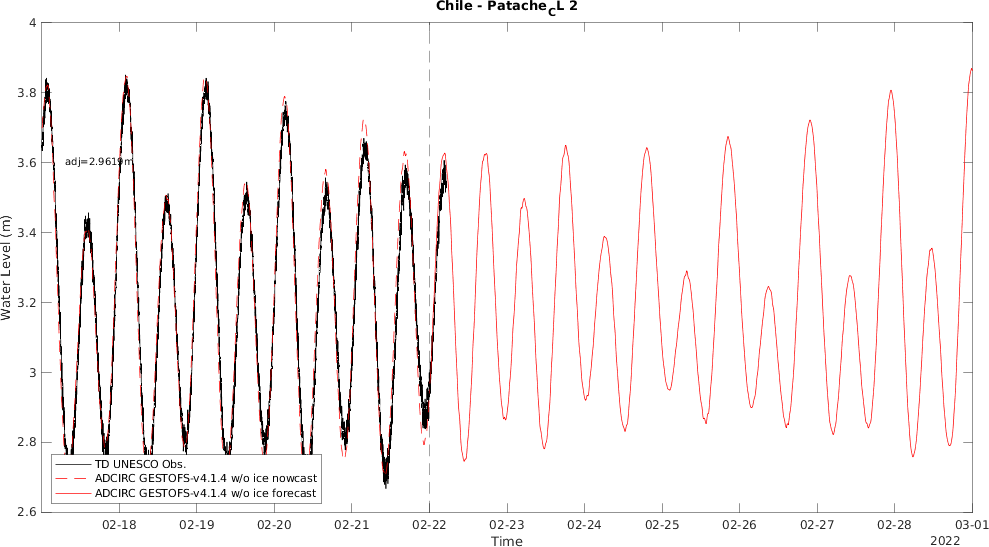 Chile - Patache_CL 2
4
3.8
3.6
3.4
3.2
3
2.8
2.6
Water Level (m)
adj=2.9619m
TD UNESCO Obs.
ADCIRC GESTOFS-v4.1.4 w/o ice nowcast
ADCIRC GESTOFS-v4.1.4 w/o ice forecast
02-18 02-19 02-20 02-21 02-22 02-23 02-24 02-25 02-26 02-27 02-28 03-01
Time
2022